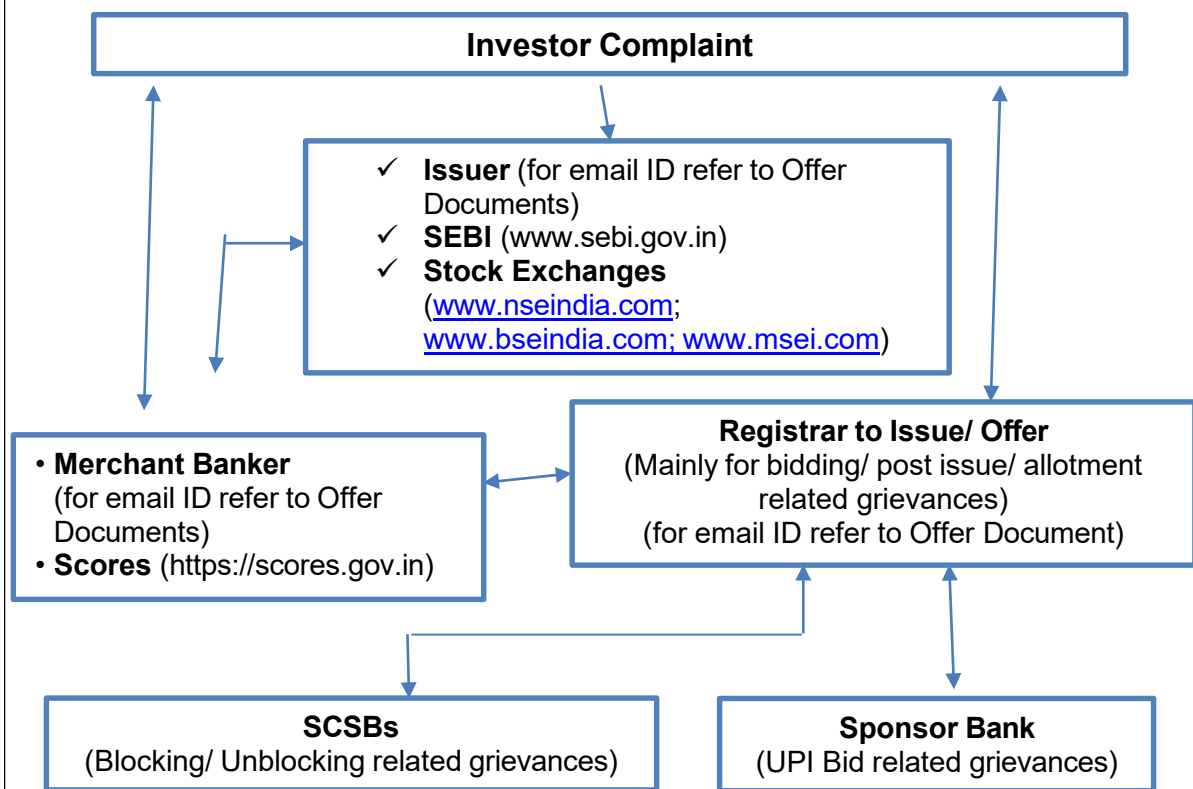 Investor Complaint
✓ Issuer (for email ID refer to Offer
Documents)
✓ SEBI (www.sebi.gov.in)
✓ Stock Exchanges
(www.nseindia.com;
www.bseindia.com; www.msei.com)
• Merchant Banker
(for email ID refer to Offer
Documents)
• Scores (https://scores.gov.in)
Registrar to Issue/ Offer
(Mainly for bidding/ post issue/ allotment
related grievances)
(for email ID refer to Offer Document)
SCSBs
(Blocking/ Unblocking related grievances)
Sponsor Bank
(UPI Bid related grievances)